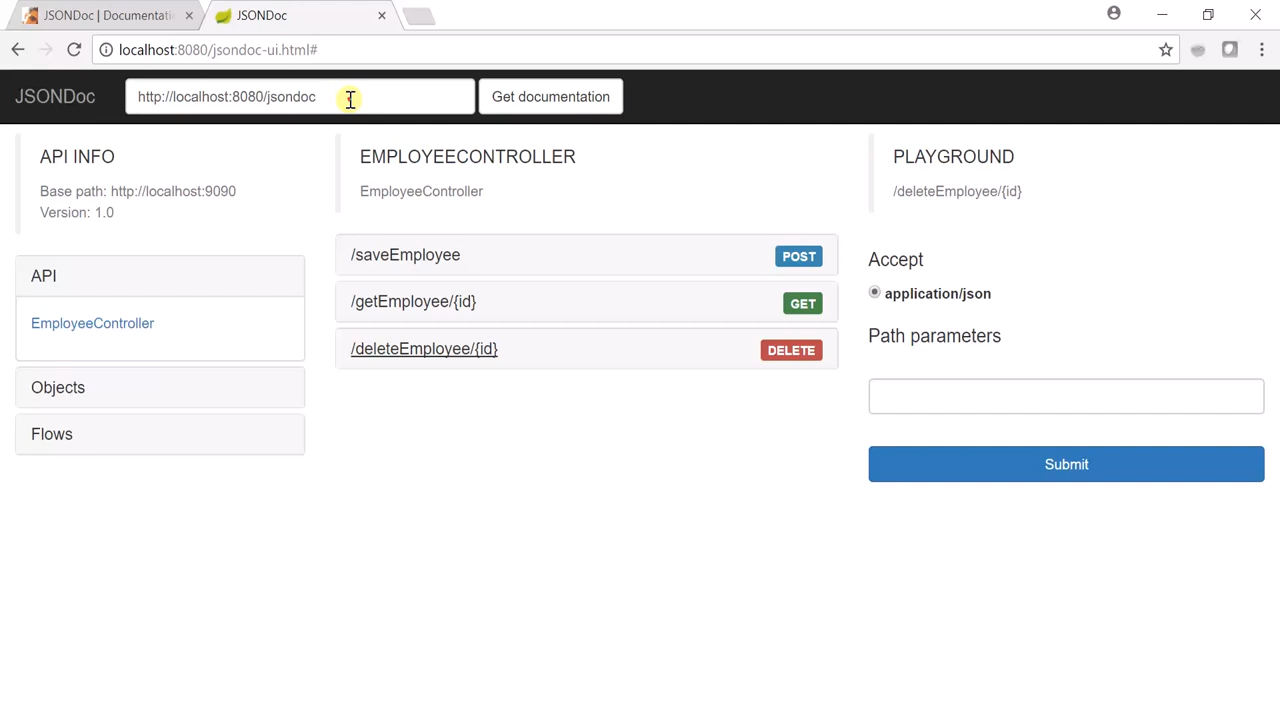 JSONDoc | Documentati
JSONDoc
localhost:8080/jsondoc-ui.html#
JSONDoc
http://localhost:8080/jsondoc
Get documentation
API INFO
Base path: http://localhost:9090
Version: 1.0
API
EmployeeController
Objects
Flows
EMPLOYEECONTROLLER
EmployeeController
/saveEmployee
POST
/getEmployee/{id}
GET
/deleteEmployee/{id}
DELETE
PLAYGROUND
/deleteEmployee/{id}
Accept
application/json
Path parameters
Submit